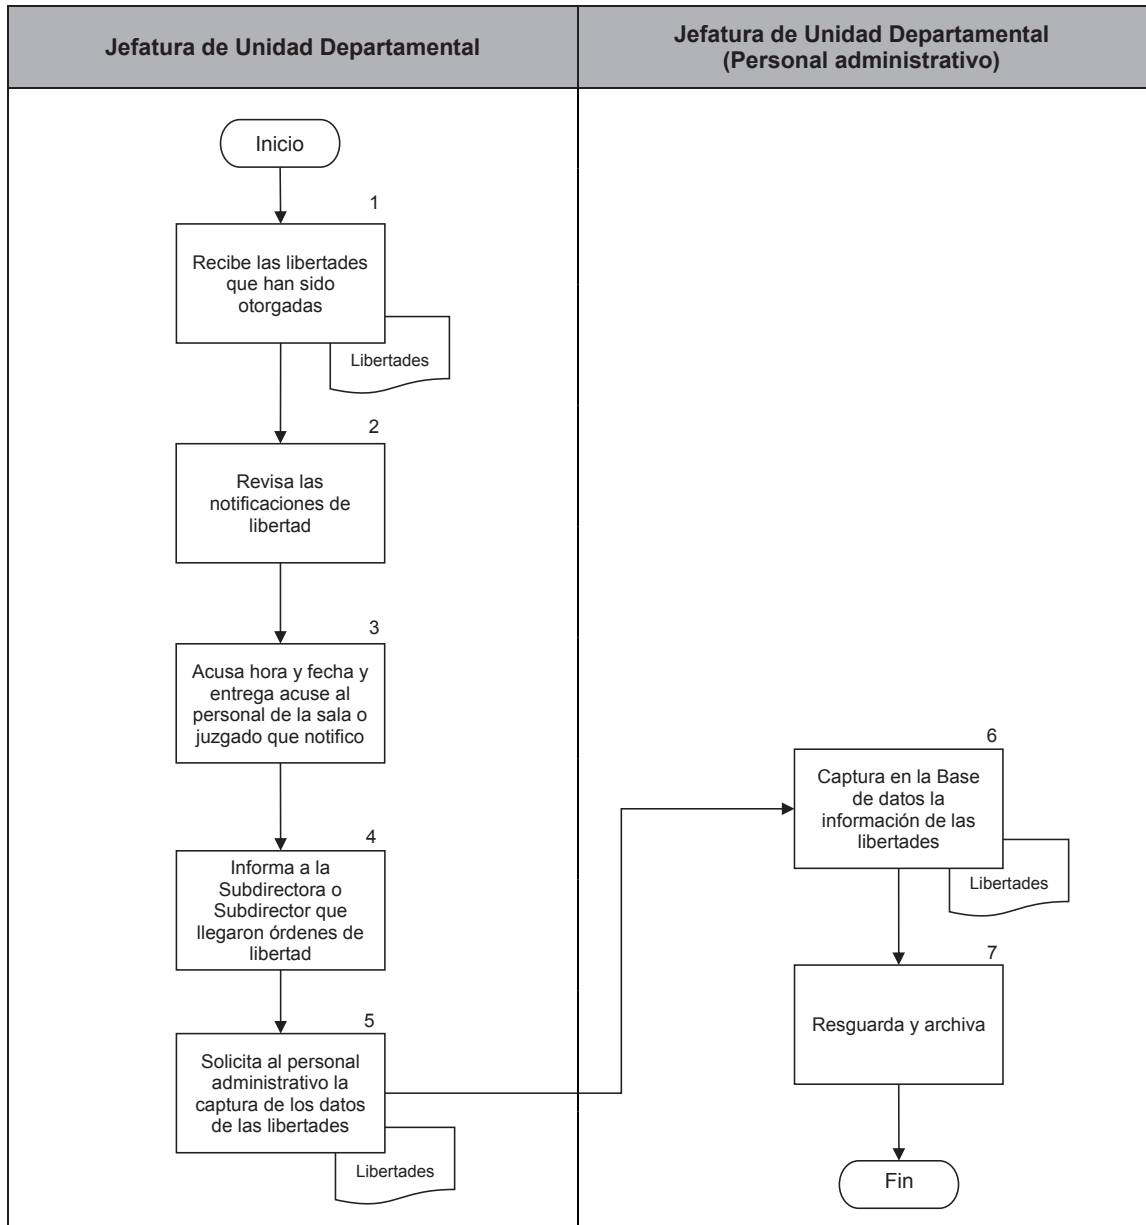 Jefatura de Unidad Departamental
Jefatura de Unidad Departamental
(Personal administrativo)
Inicio
1
Recibe las libertades
que han sido
otorgadas
Libertades
2
Revisa las
notificaciones de
libertad
3
Acusa hora y fecha y
entrega acuse al
personal de la sala o
juzgado que notifico
4
Informa a la
Subdirectora o
Subdirector que
llegaron órdenes de
libertad
5
Solicita al personal
administrativo la
captura de los datos
de las libertades
Libertades
6
Captura en la Base
de datos la
información de las
libertades
Libertades
7
Resguarda y archiva
Fin